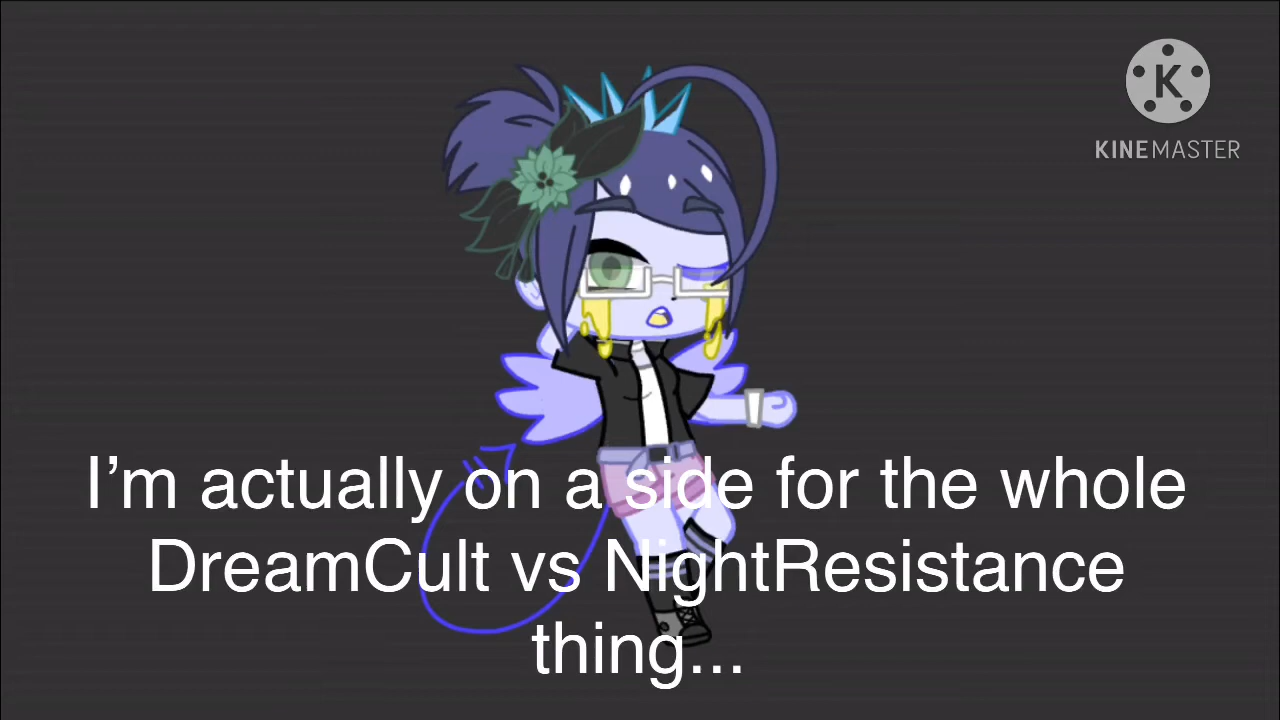 K
KINEMASTER
I’m actually on a side for the whole
DreamCult vs NightResistance
thing...